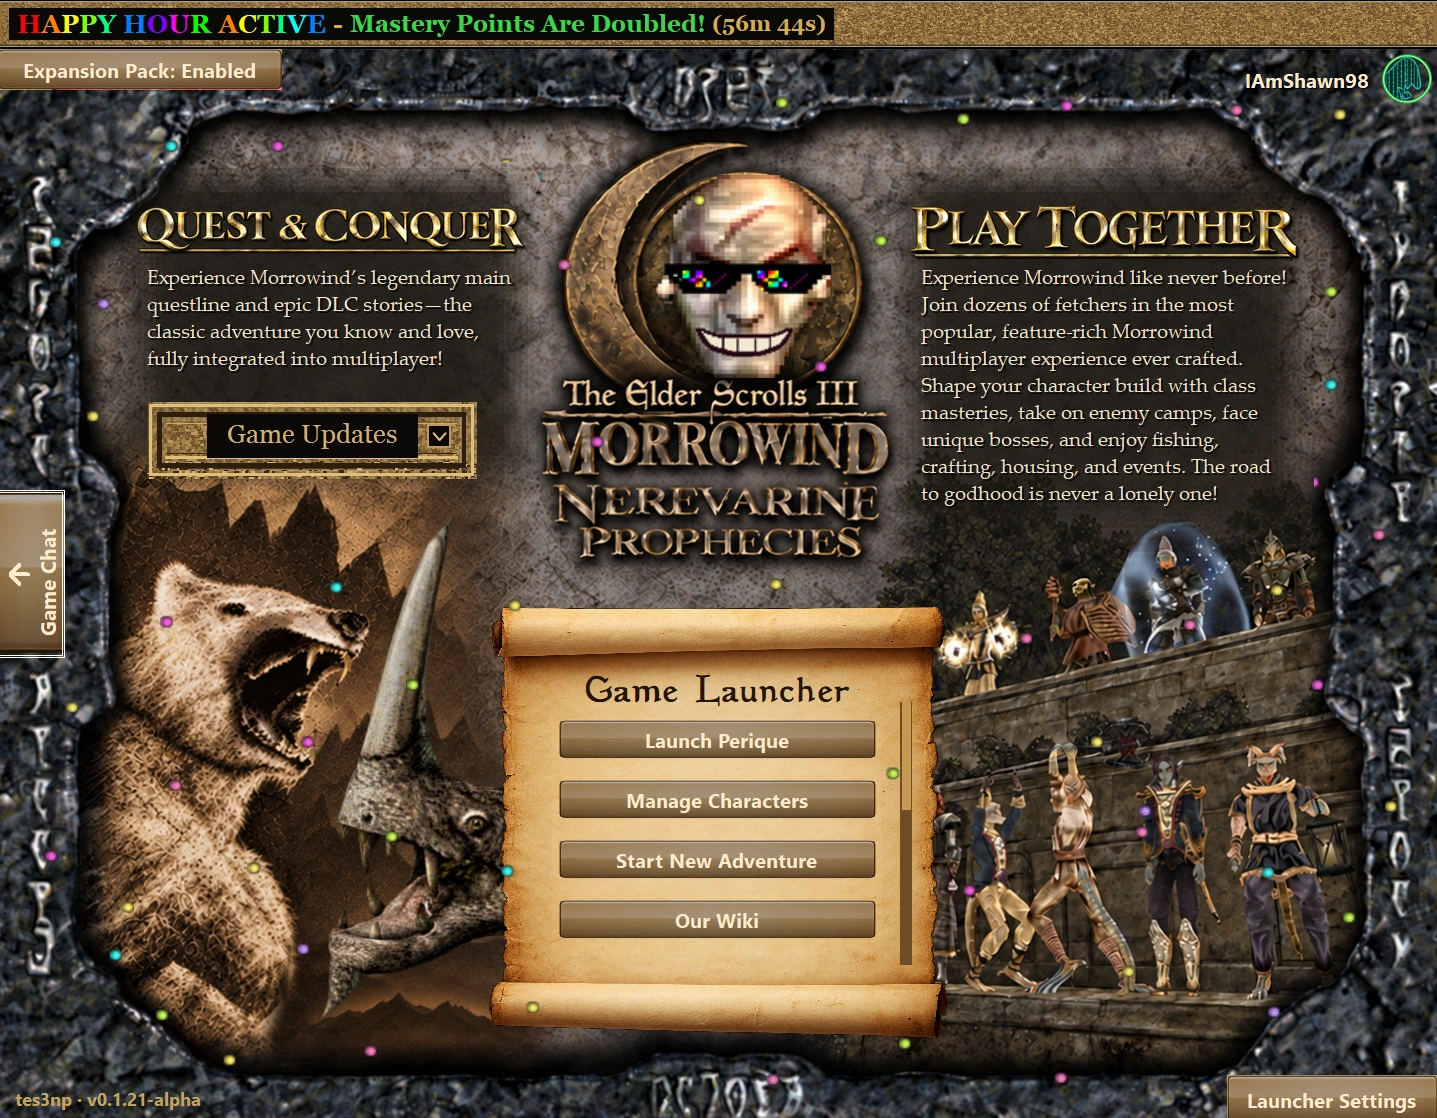 HAPPY HOUR ACTIVE - Mastery Points Are Doubled! (56m 44s)
Expansion Pack: Enabled
IAmShawn98
QUEST & CONQUER
Experience Morrowind's legendary main
questline and epic DLC stories—the
classic adventure you know and love,
fully integrated into multiplayer!
Game Updates
The Elder Scrolls III
MORROWIND
NEREVARINE
PROPHECIES
PLAY TOGETHER
Experience Morrowind like never before!
Join dozens of fetchers in the most
popular, feature-rich Morrowind
multiplayer experience ever crafted.
Shape your character build with class
masteries, take on enemy camps, face
unique bosses, and enjoy fishing,
crafting, housing, and events. The road
to godhood is never a lonely one!
Game Chat
Game Launcher
Launch Perique
Manage Characters
Start New Adventure
Our Wiki
tes3np · v0.1.21-alpha
Launcher Settings